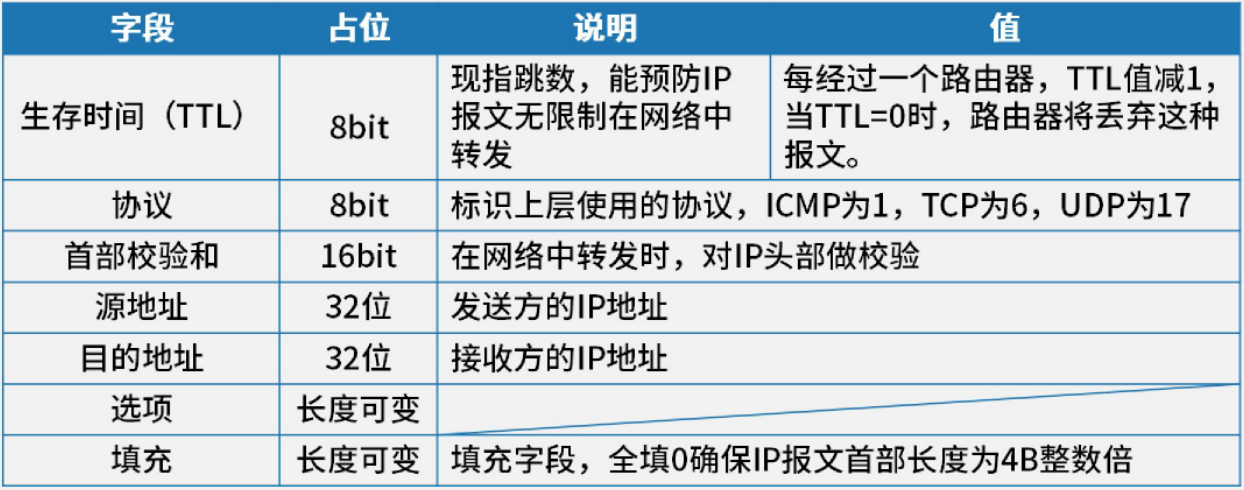 字段 占位 说明 值
生存时间（TTL） 8bit 现指跳数，能预防IP
报文无限制在网络中
转发
每经过一个路由器，TTL值减1，
当TTL=0时，路由器将丢弃这种
报文。
协议 8bit 标识上层使用的协议，ICMP为1，TCP为6，UDP为17
首部校验和 16bit 在网络中转发时，对IP头部做校验
源地址 32位 发送方的IP地址
目的地址 32位 接收方的IP地址
选项 长度可变
填充 长度可变 填充字段，全填0确保IP报文首部长度为4B整数倍